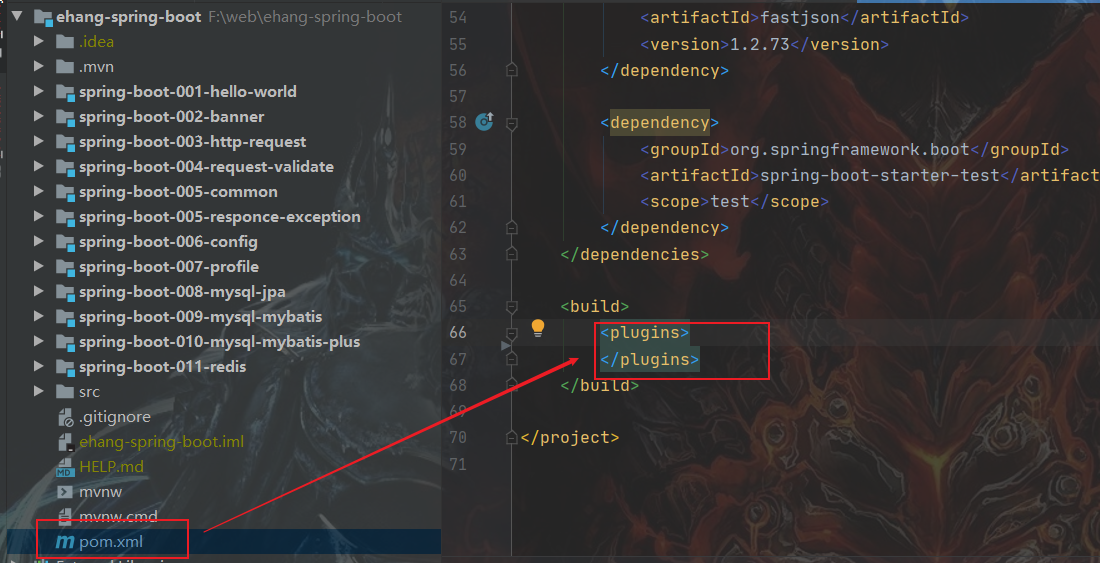 ehang-spring-boot F:\web\ehang-spring-boot
.idea
.mvn
spring-boot-001-hello-world
spring-boot-002-banner
spring-boot-003-http-request
spring-boot-004-request-validate
spring-boot-005-common
spring-boot-005-responce-exception
spring-boot-006-config
spring-boot-007-profile
spring-boot-008-mysql-jpa
spring-boot-009-mysql-mybatis
spring-boot-010-mysql-mybatis-plus
spring-boot-011-redis
src
.gitignore
ehang-spring-boot.iml
MD HELP.md
mvnw
mvnw.cmd
m pom.xml
54 <artifactId>fastjson</artifactId>
55 <version>1.2.73</version>
56 </dependency>
57
58 <dependency>
59 <groupId>org.springframework.boot</groupId>
60 <artifactId>spring-boot-starter-test</artifact
61 <scope>test</scope>
62 </dependency>
63 </dependencies>
64
65 <build>
66 <plugins>
67 </plugins>
68 </build>
69
70 </project>
71